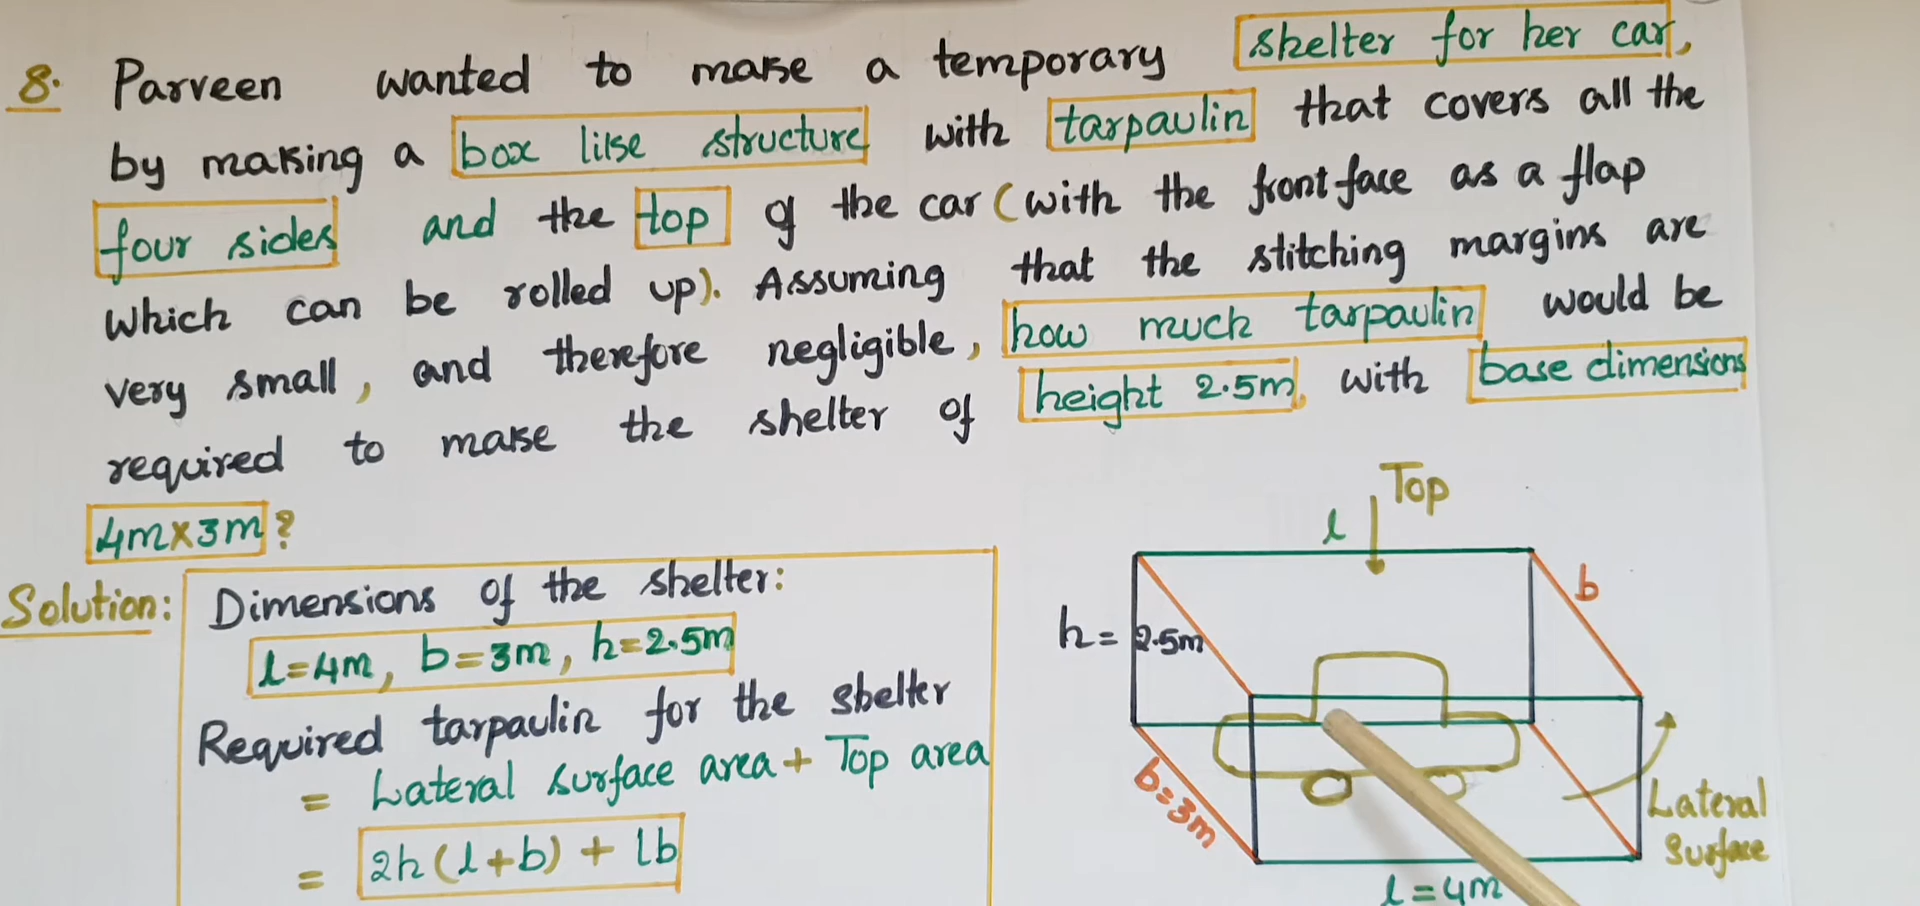 8. Parveen wanted to make a temporary shelter for her car,
by making a box like structure with tarpaulin that covers all the
four sides and the top of the car (with the front face as a flap
which can be rolled up). Assuming that the stitching margins are
very small, and therefore negligible, how much tarpaulin would be
required to make the shelter of height 2.5m, with base dimensions
4m×3m?
Solution: Dimensions of the shelter:
l=4m, b=3m, h=2.5m
Required tarpaulin for the shelter
= Lateral surface area + Top area
= 2h(l+b) + lb
Top
l
b
h = 2.5m
b=3m
Lateral
Surface
l=4m